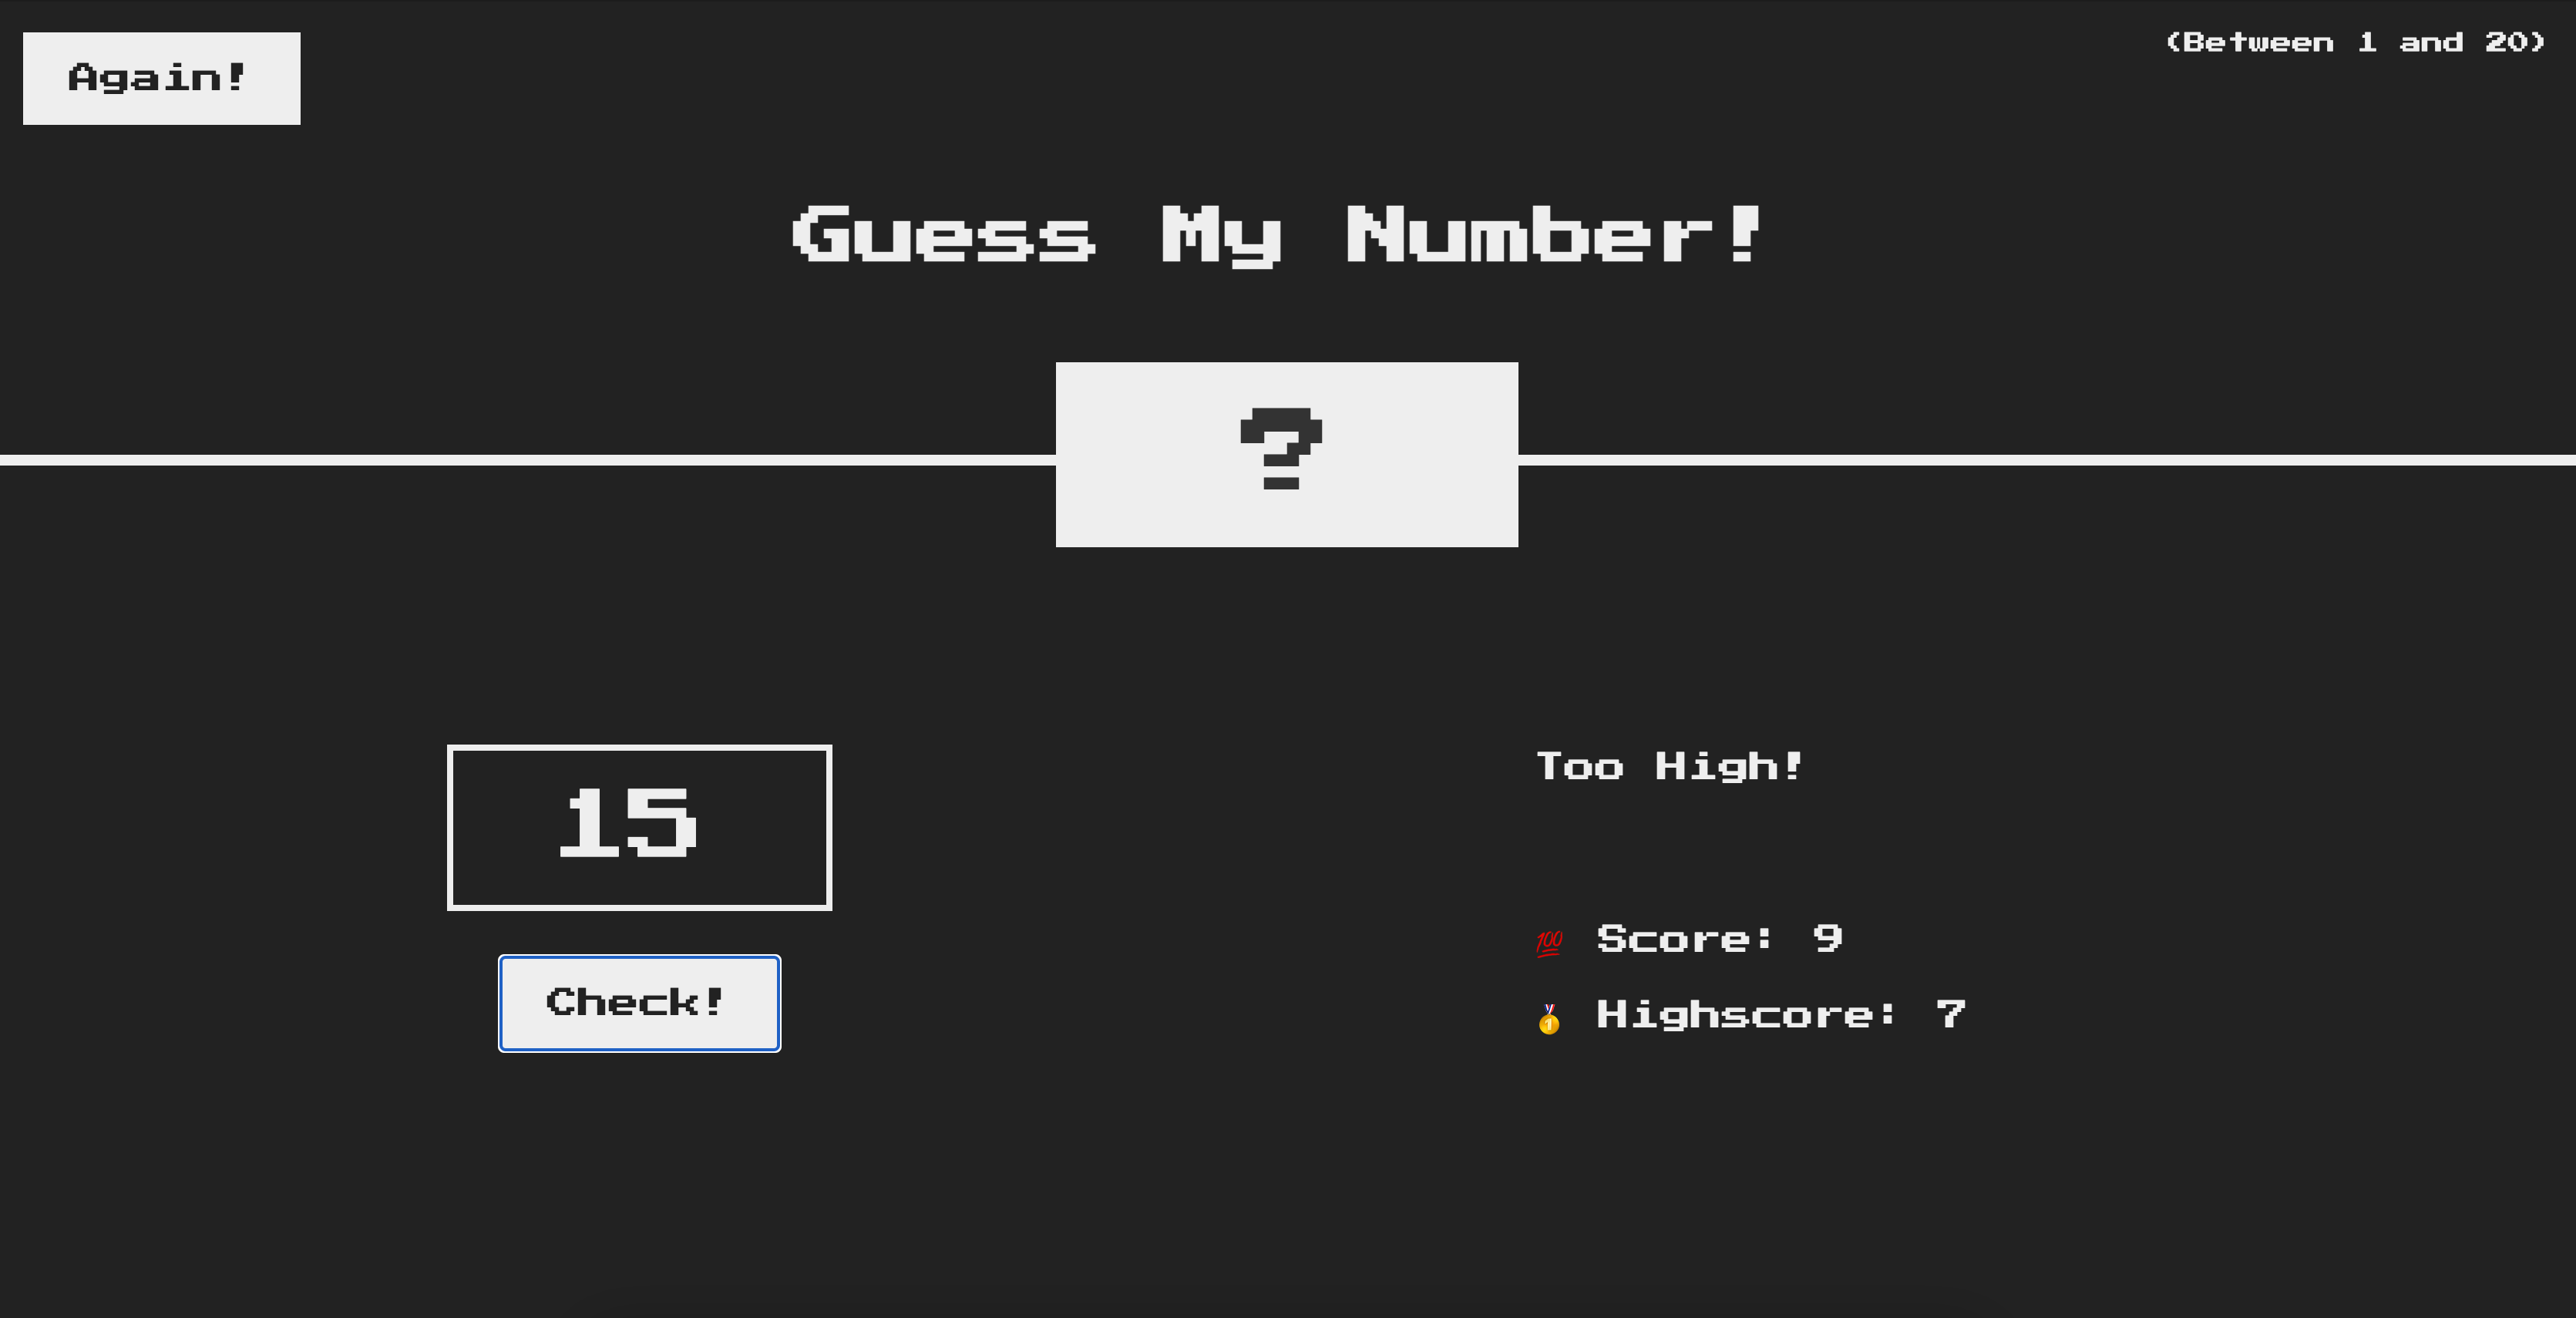 Again!
(Between 1 and 20)
Guess My Number!
?
15
Check!
Too High!
💯 Score: 9
🥇 Highscore: 7